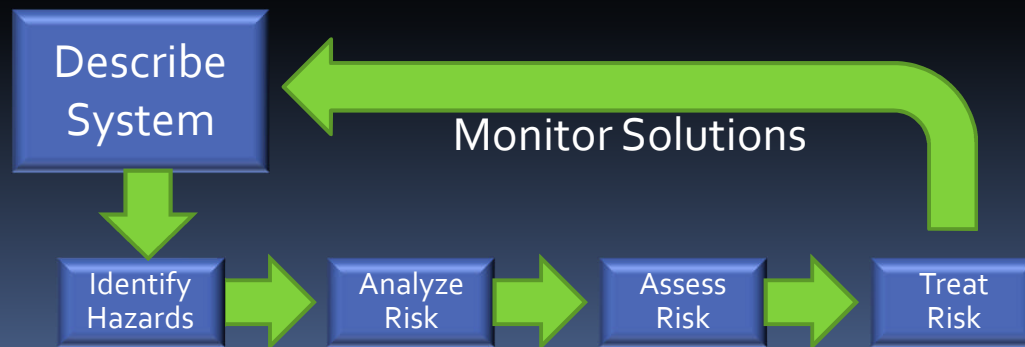 Describe
System
Monitor Solutions
Identify
Hazards
Analyze
Risk
Assess
Risk
Treat
Risk